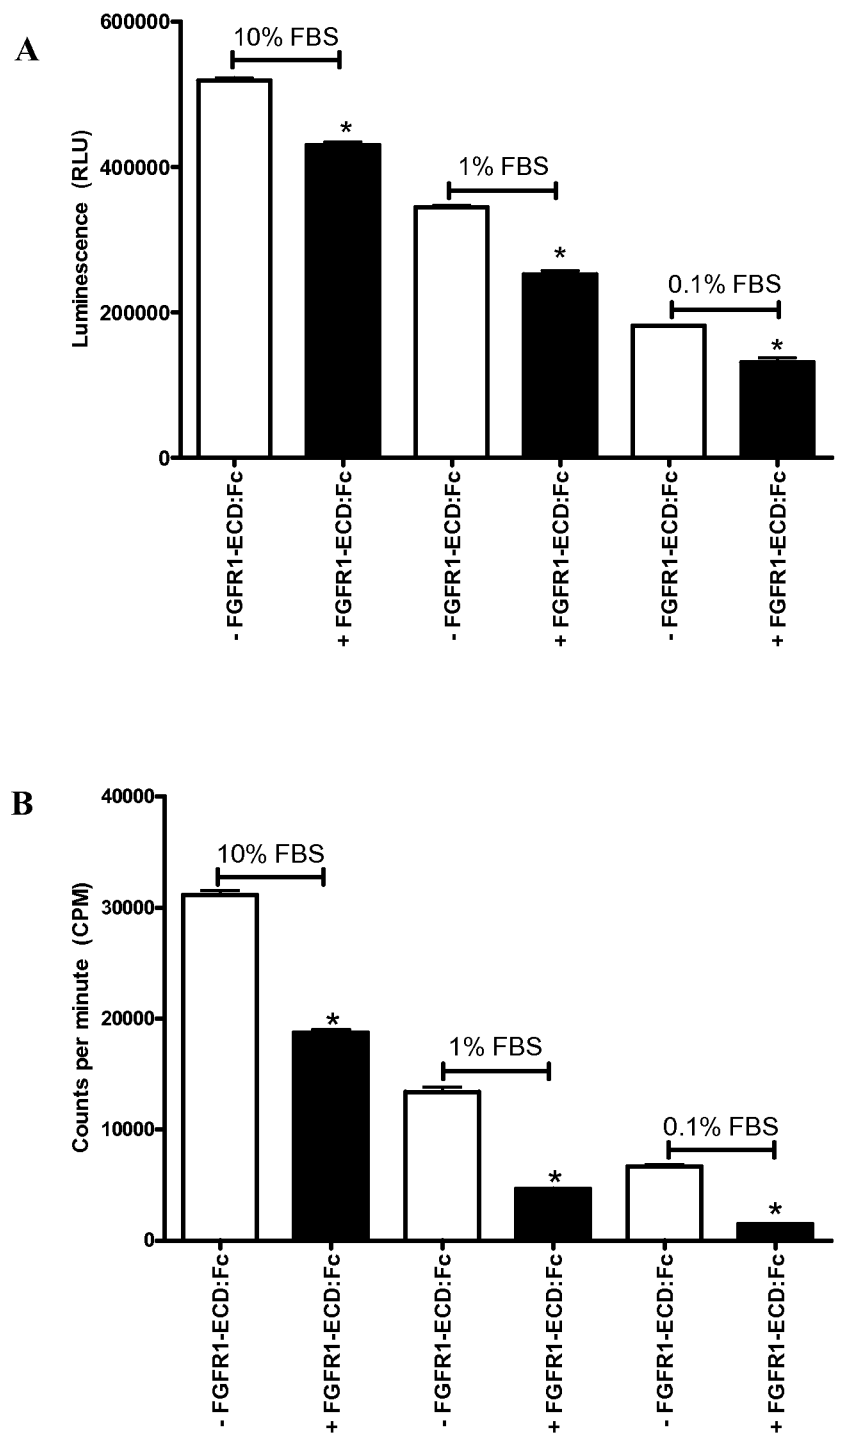 A
600000
400000
200000
0
Luminescence (RLU)
10% FBS
*
1% FBS
*
0.1% FBS
*
- FGFR1-ECD:Fc
+ FGFR1-ECD:Fc
- FGFR1-ECD:Fc
+ FGFR1-ECD:Fc
- FGFR1-ECD:Fc
+ FGFR1-ECD:Fc
B
40000
30000
20000
10000
0
Counts per minute (CPM)
10% FBS
*
1% FBS
*
0.1% FBS
*
- FGFR1-ECD:Fc
+ FGFR1-ECD:Fc
- FGFR1-ECD:Fc
+ FGFR1-ECD:Fc
- FGFR1-ECD:Fc
+ FGFR1-ECD:Fc